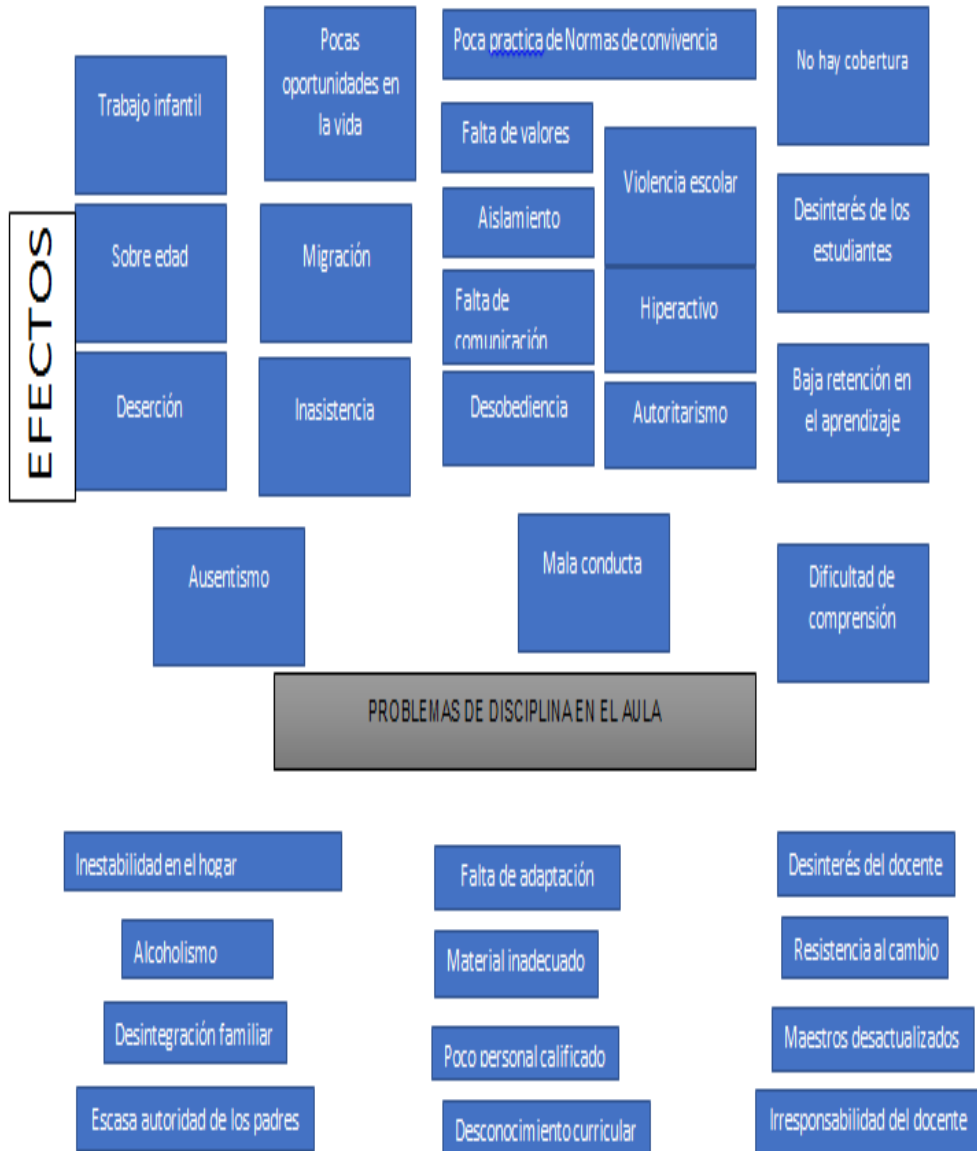 Pocas
oportunidades en
la vida
Poca practica de Normas de convivencia
No hay cobertura
Trabajo infantil
Falta de valores
Violencia escolar
Aislamiento
Desinterés de los
estudiantes
EFECTOS
Sobre edad
Migración
Falta de
comunicación
Hiperactivo
Deserción
Inasistencia
Desobediencia
Autoritarismo
Baja retención en
el aprendizaje
Ausentismo
Mala conducta
Dificultad de
comprensión
PROBLEMAS DE DISCIPLINA EN EL AULA
Inestabilidad en el hogar
Falta de adaptación
Desinterés del docente
Alcoholismo
Material inadecuado
Resistencia al cambio
Desintegración familiar
Poco personal calificado
Maestros desactualizados
Escasa autoridad de los padres
Desconocimiento curricular
Irresponsabilidad del docente